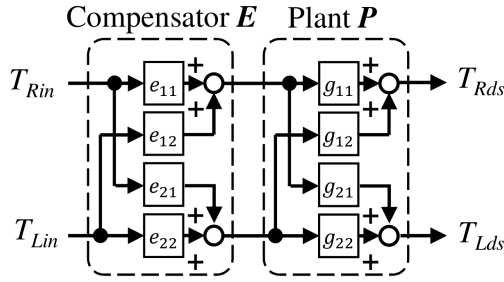 Compensator E Plant P
+ +
T_Rin e11 g11 T_Rds
+ +
e12 g12
e21 g21
+ +
T_Lin e22 g22 T_Lds
+ +